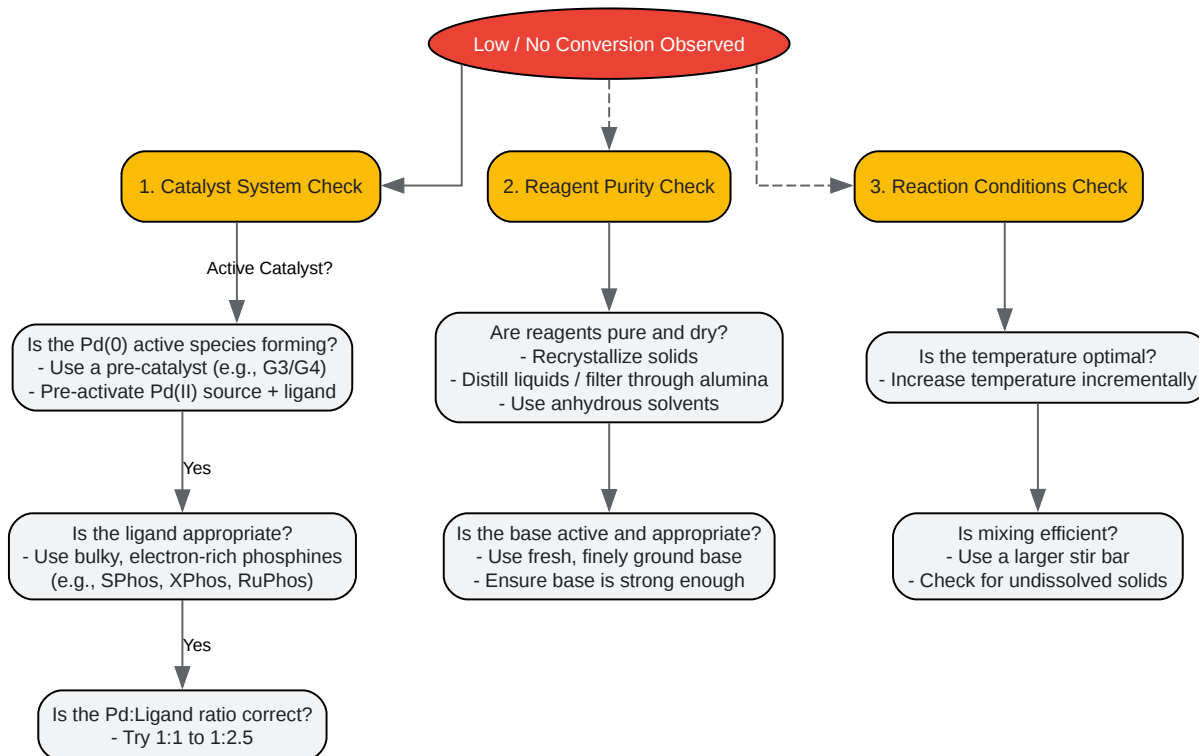 Low / No Conversion Observed
1. Catalyst System Check
2. Reagent Purity Check
3. Reaction Conditions Check
Active Catalyst?
Is the Pd(0) active species forming?
- Use a pre-catalyst (e.g., G3/G4)
- Pre-activate Pd(II) source + ligand
Are reagents pure and dry?
- Recrystallize solids
- Distill liquids / filter through alumina
- Use anhydrous solvents
Is the temperature optimal?
- Increase temperature incrementally
Yes
Is the ligand appropriate?
- Use bulky, electron-rich phosphines
(e.g., SPhos, XPhos, RuPhos)
Is the base active and appropriate?
- Use fresh, finely ground base
- Ensure base is strong enough
Is mixing efficient?
- Use a larger stir bar
- Check for undissolved solids
Yes
Is the Pd:Ligand ratio correct?
- Try 1:1 to 1:2.5